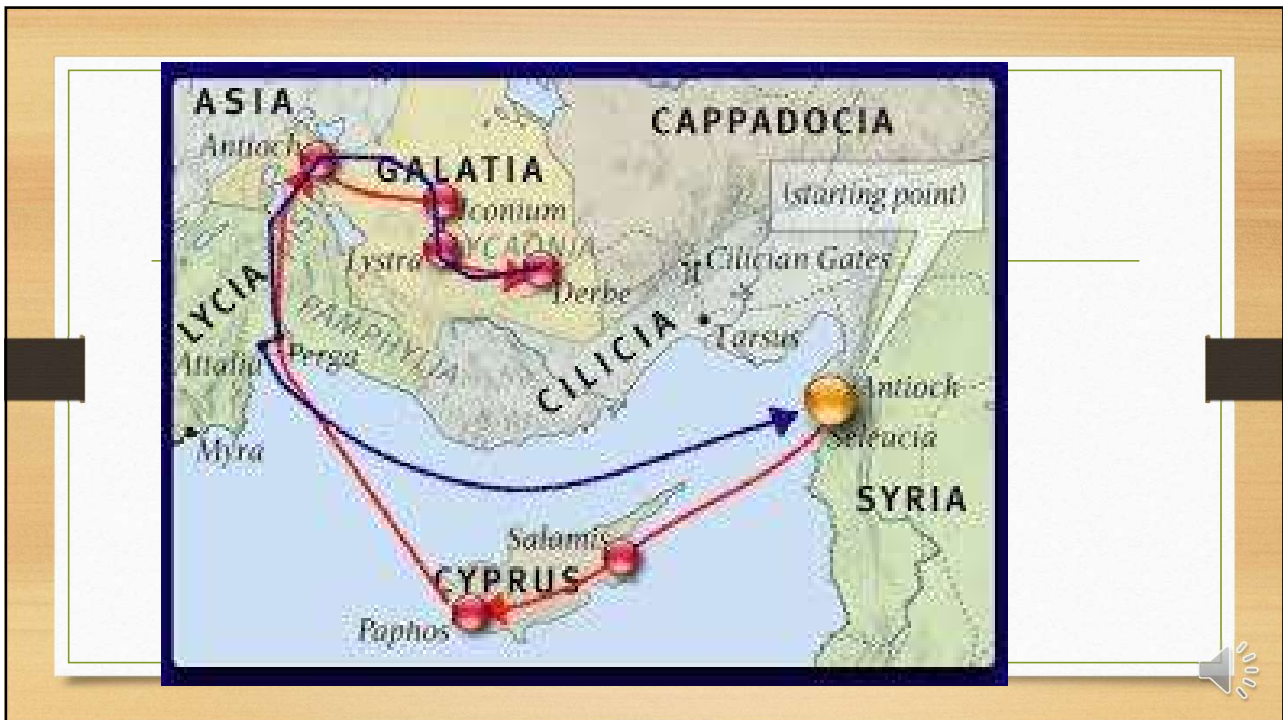 ASIA
CAPPADOCIA
Antioch
GALATIA
(starting point)
Iconium
LYCAONIA
Lystra
Cilician Gates
Derbe
LYCIA
PAMPHYLIA
CILICIA
Tarsus
Perga
Attalia
Antioch
Seleucia
Myra
SYRIA
Salamis
CYPRUS
Paphos